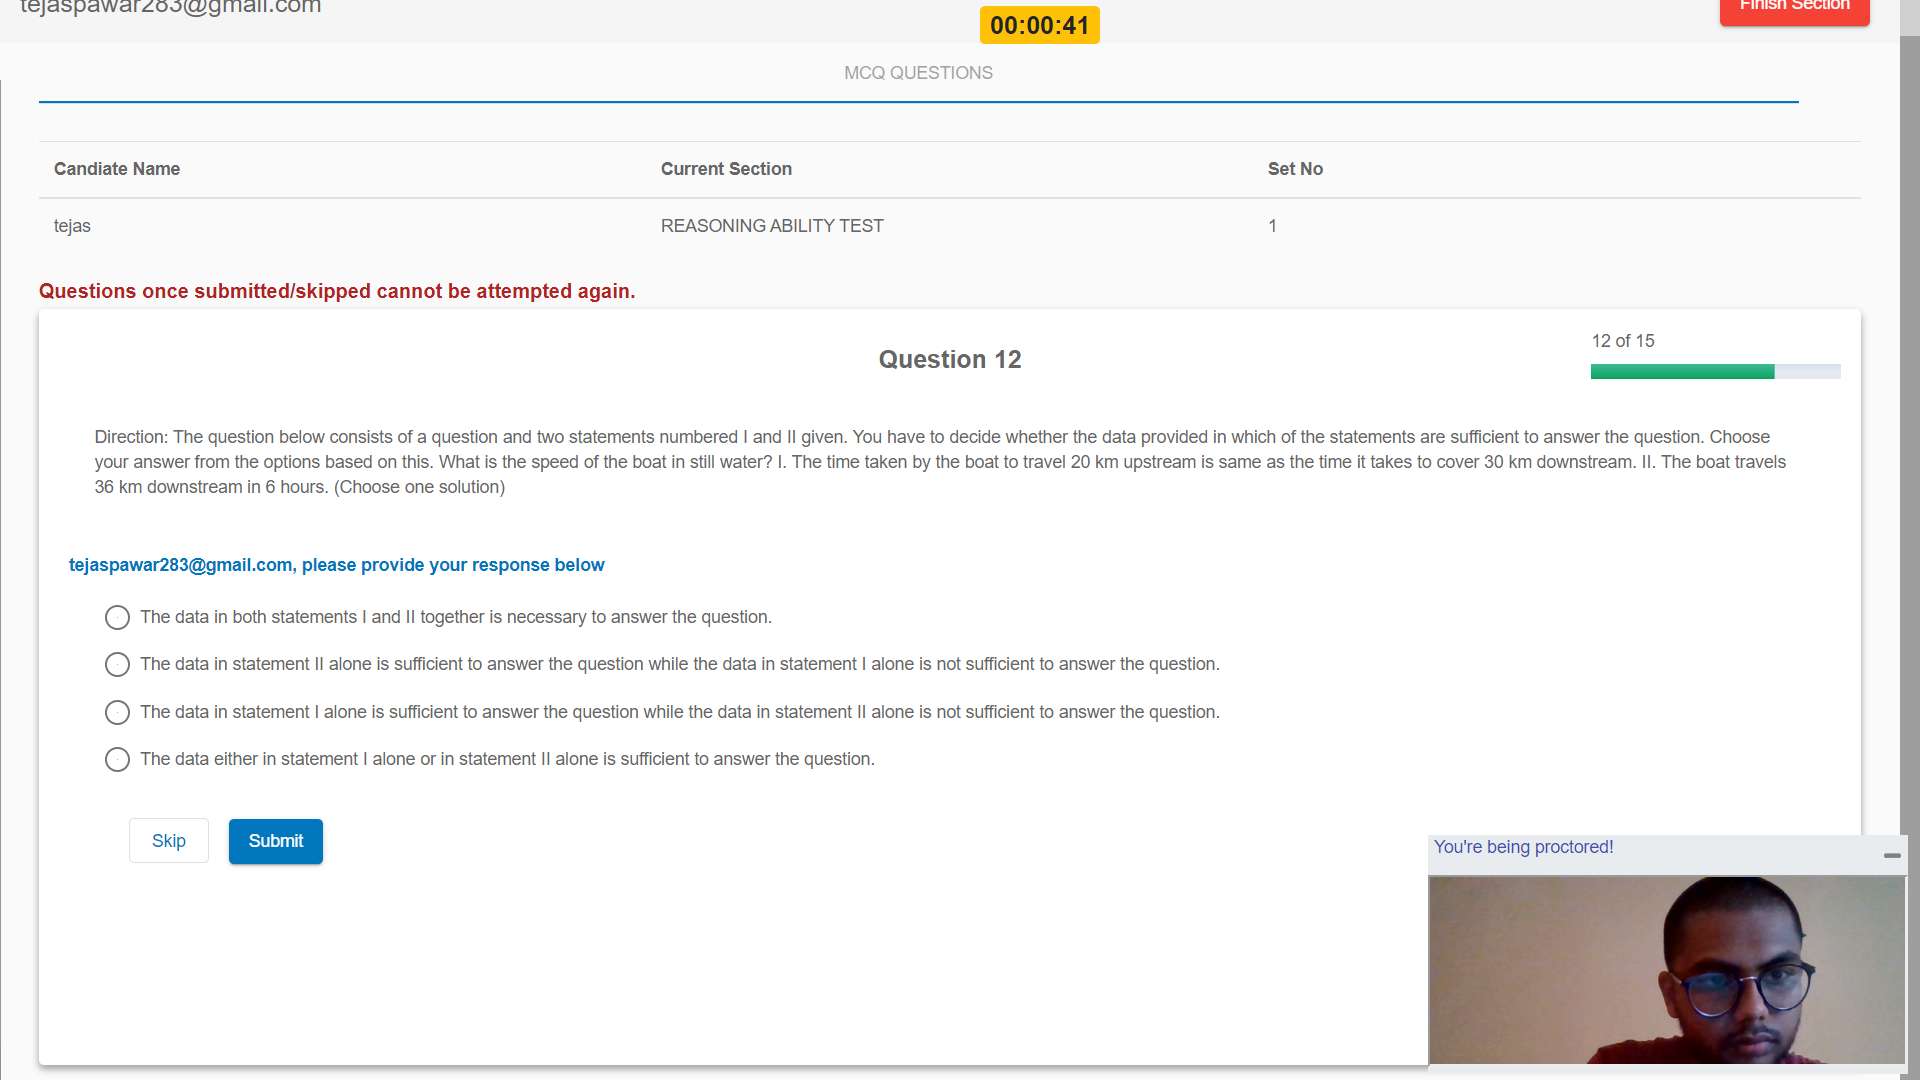 tejaspawar283@gmail.com
Finish Section
00:00:41
MCQ QUESTIONS
Candiate Name Current Section Set No
tejas REASONING ABILITY TEST 1
Questions once submitted/skipped cannot be attempted again.
12 of 15
Question 12
Direction: The question below consists of a question and two statements numbered I and II given. You have to decide whether the data provided in which of the statements are sufficient to answer the question. Choose
your answer from the options based on this. What is the speed of the boat in still water? I. The time taken by the boat to travel 20 km upstream is same as the time it takes to cover 30 km downstream. II. The boat travels
36 km downstream in 6 hours. (Choose one solution)
tejaspawar283@gmail.com, please provide your response below
The data in both statements I and II together is necessary to answer the question.
The data in statement II alone is sufficient to answer the question while the data in statement I alone is not sufficient to answer the question.
The data in statement I alone is sufficient to answer the question while the data in statement II alone is not sufficient to answer the question.
The data either in statement I alone or in statement II alone is sufficient to answer the question.
Skip Submit
You're being proctored!